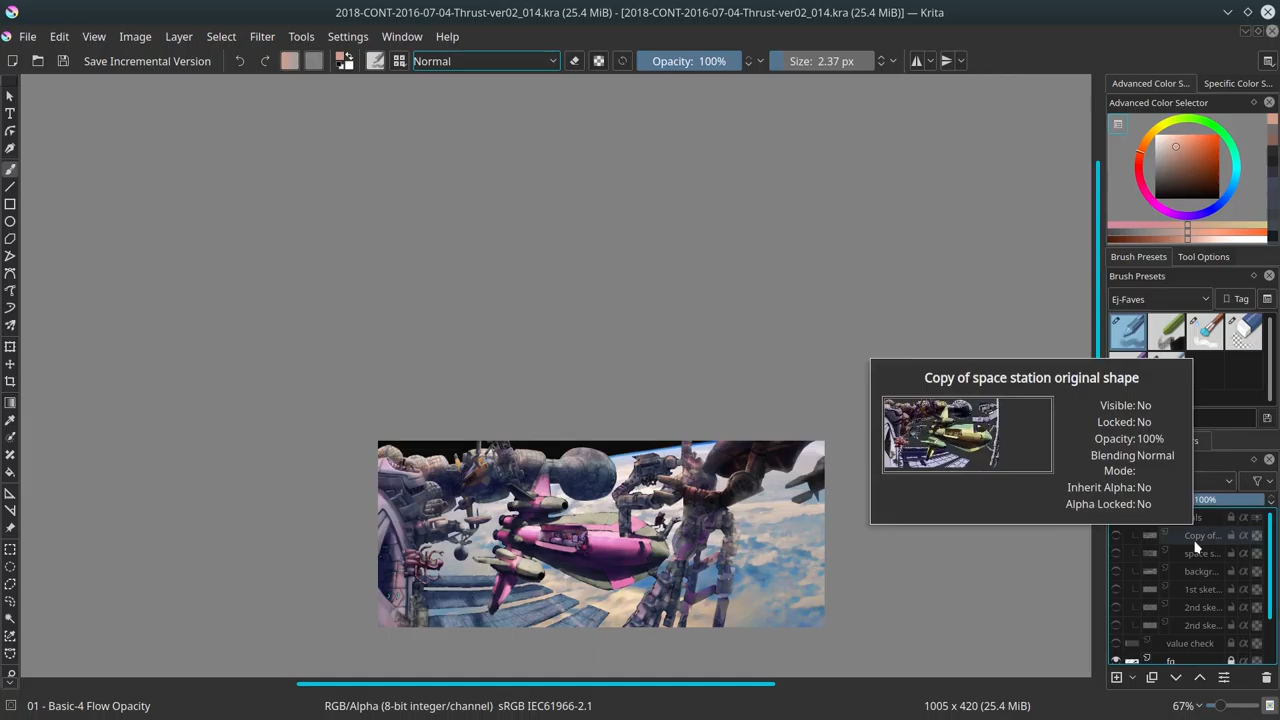 2018-CONT-2016-07-04-Thrust-ver02_014.kra (25.4 MiB) - [2018-CONT-2016-07-04-Thrust-ver02_014.kra (25.4 MiB)] — Krita
File Edit View Image Layer Select Filter Tools Settings Window Help
Save Incremental Version Normal Opacity: 100% Size: 2.37 px
Advanced Color S... Specific Color S...
Advanced Color Selector
Brush Presets Tool Options
Brush Presets
Ej-Faves Tag
Copy of space station original shape
Visible: No
Locked: No
Opacity: 100%
Blending Normal
Mode:
Inherit Alpha: No
Alpha Locked: No
100%
Copy of...
space s...
backgr...
1st sket...
2nd ske...
2nd ske...
value check
fg
01 - Basic-4 Flow Opacity RGB/Alpha (8-bit integer/channel) sRGB IEC61966-2.1 1005 x 420 (25.4 MiB) 67%